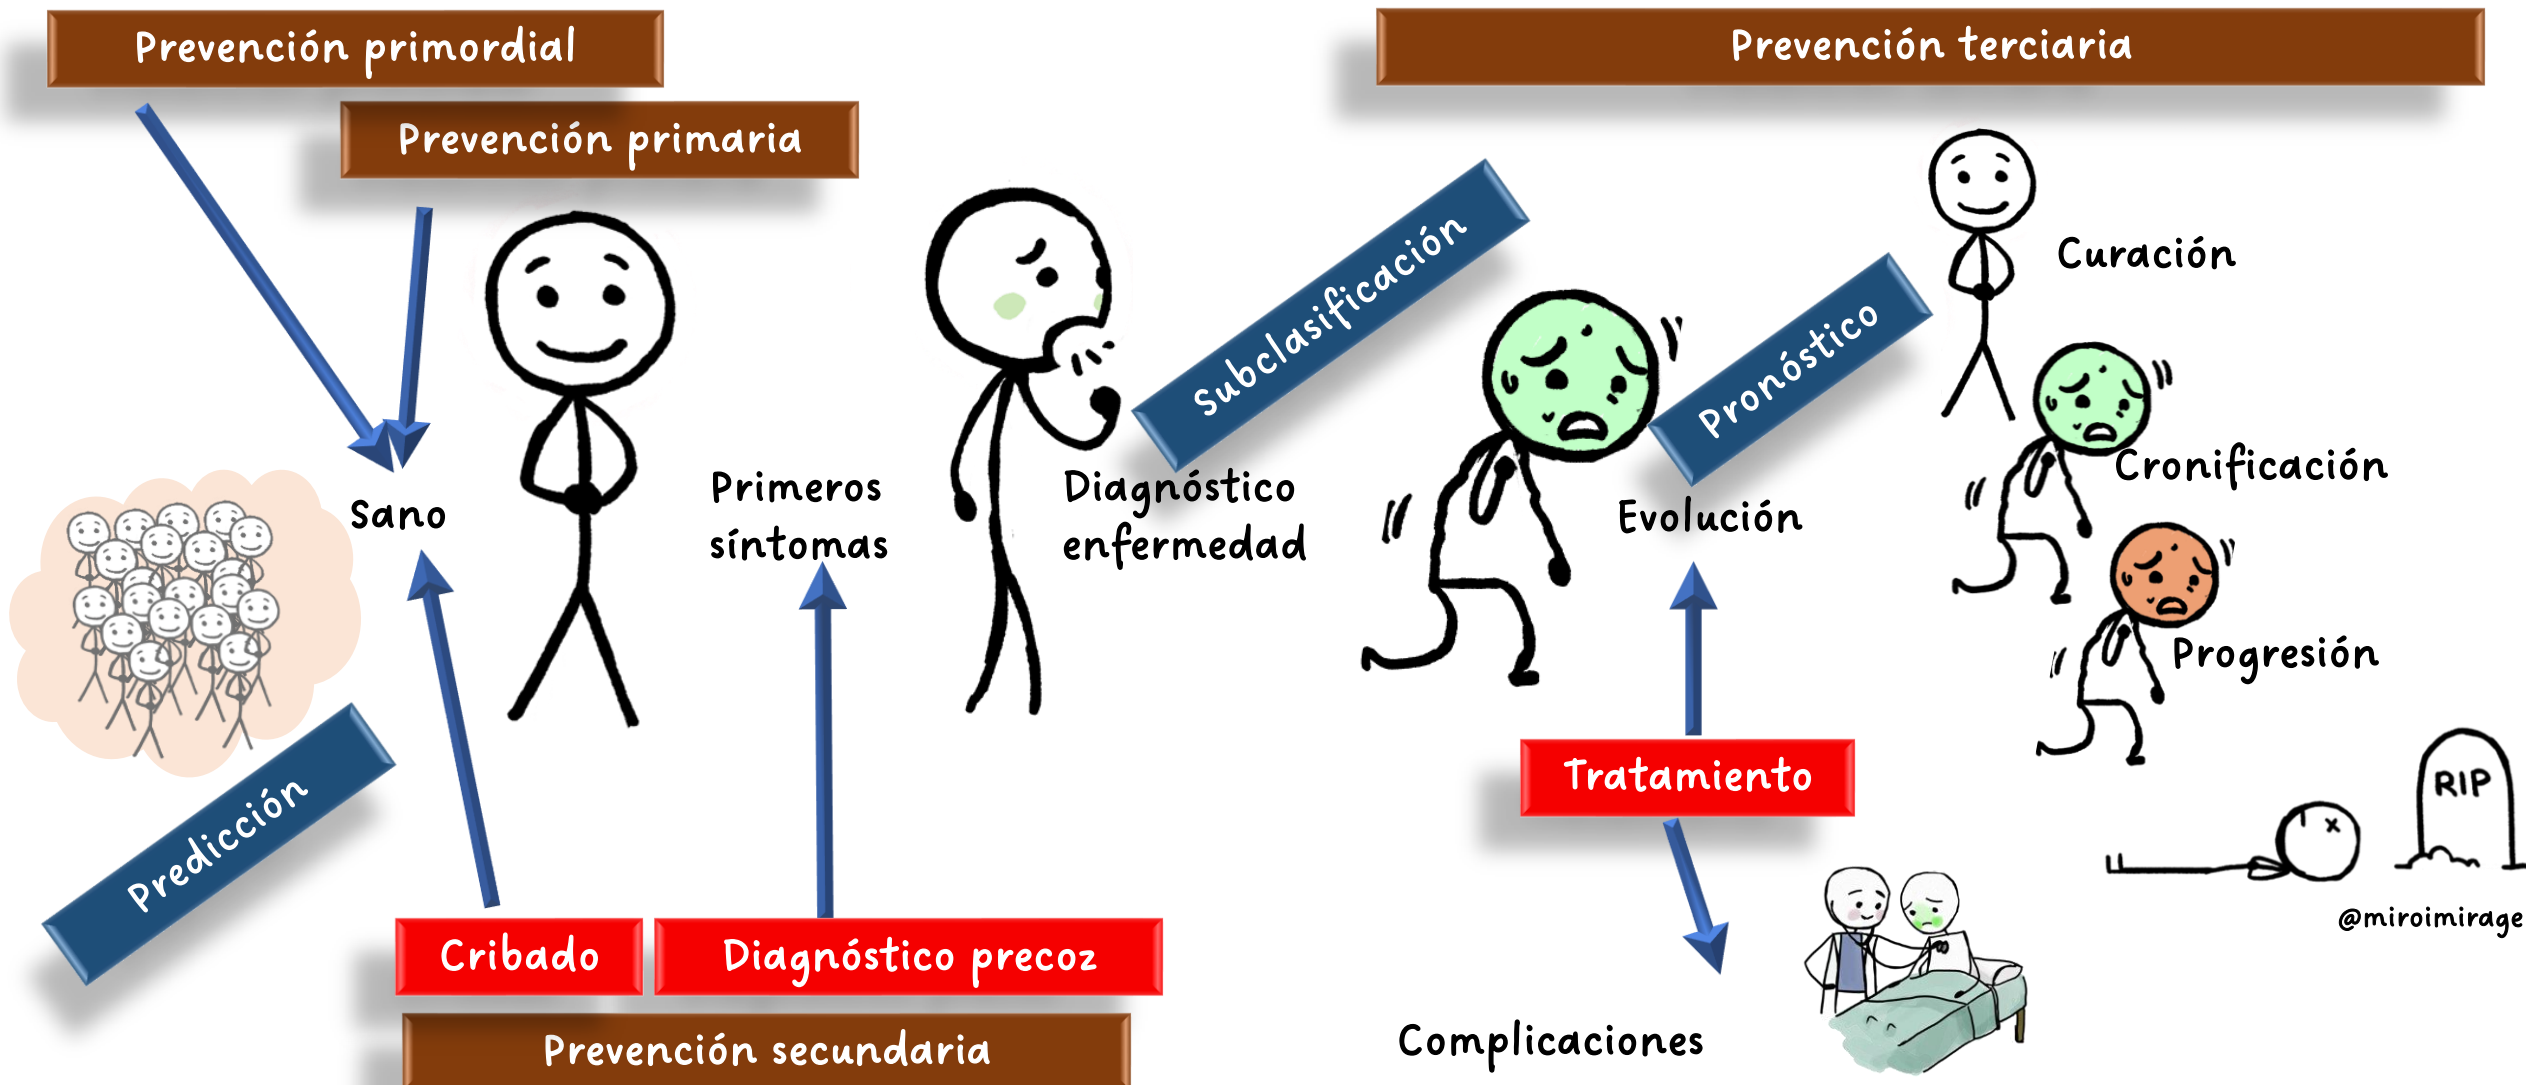 Prevención primordial
Prevención terciaria
Prevención primaria
Subclasificación
Curación
Pronóstico
Cronificación
Sano
Primeros
síntomas
Diagnóstico
enfermedad
Evolución
Progresión
Predicción
Tratamiento
RIP
@miroimirage
Cribado
Diagnóstico precoz
Complicaciones
Prevención secundaria